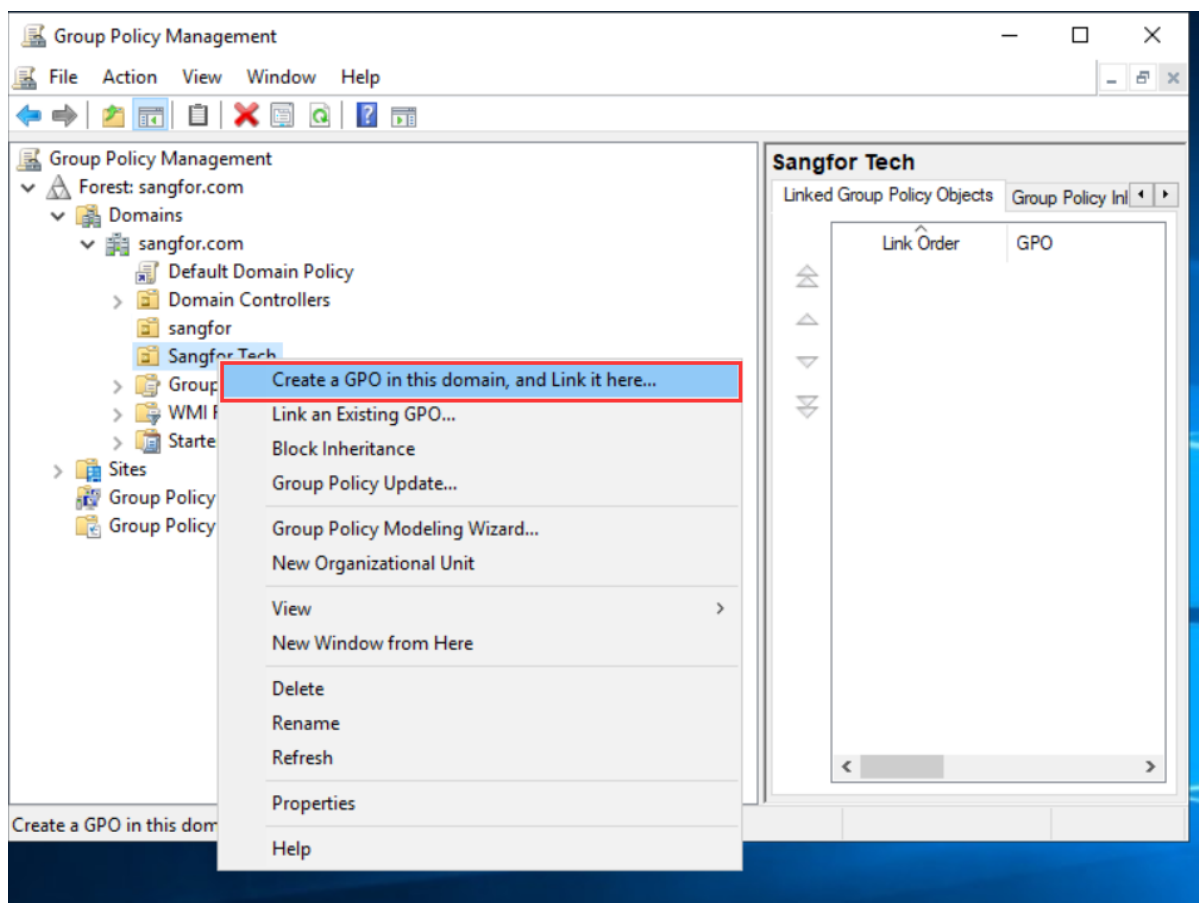 Group Policy Management
File Action View Window Help
Group Policy Management
Forest: sangfor.com
Domains
sangfor.com
Default Domain Policy
Domain Controllers
sangfor
Sangfor Tech
Group
WMI
Starte
Sites
Group Policy
Group Policy
Create a GPO in this domain, and Link it here...
Link an Existing GPO...
Block Inheritance
Group Policy Update...
Group Policy Modeling Wizard...
New Organizational Unit
View
New Window from Here
Delete
Rename
Refresh
Properties
Help
Sangfor Tech
Linked Group Policy Objects Group Policy Inl
Link Order GPO
Create a GPO in this dom